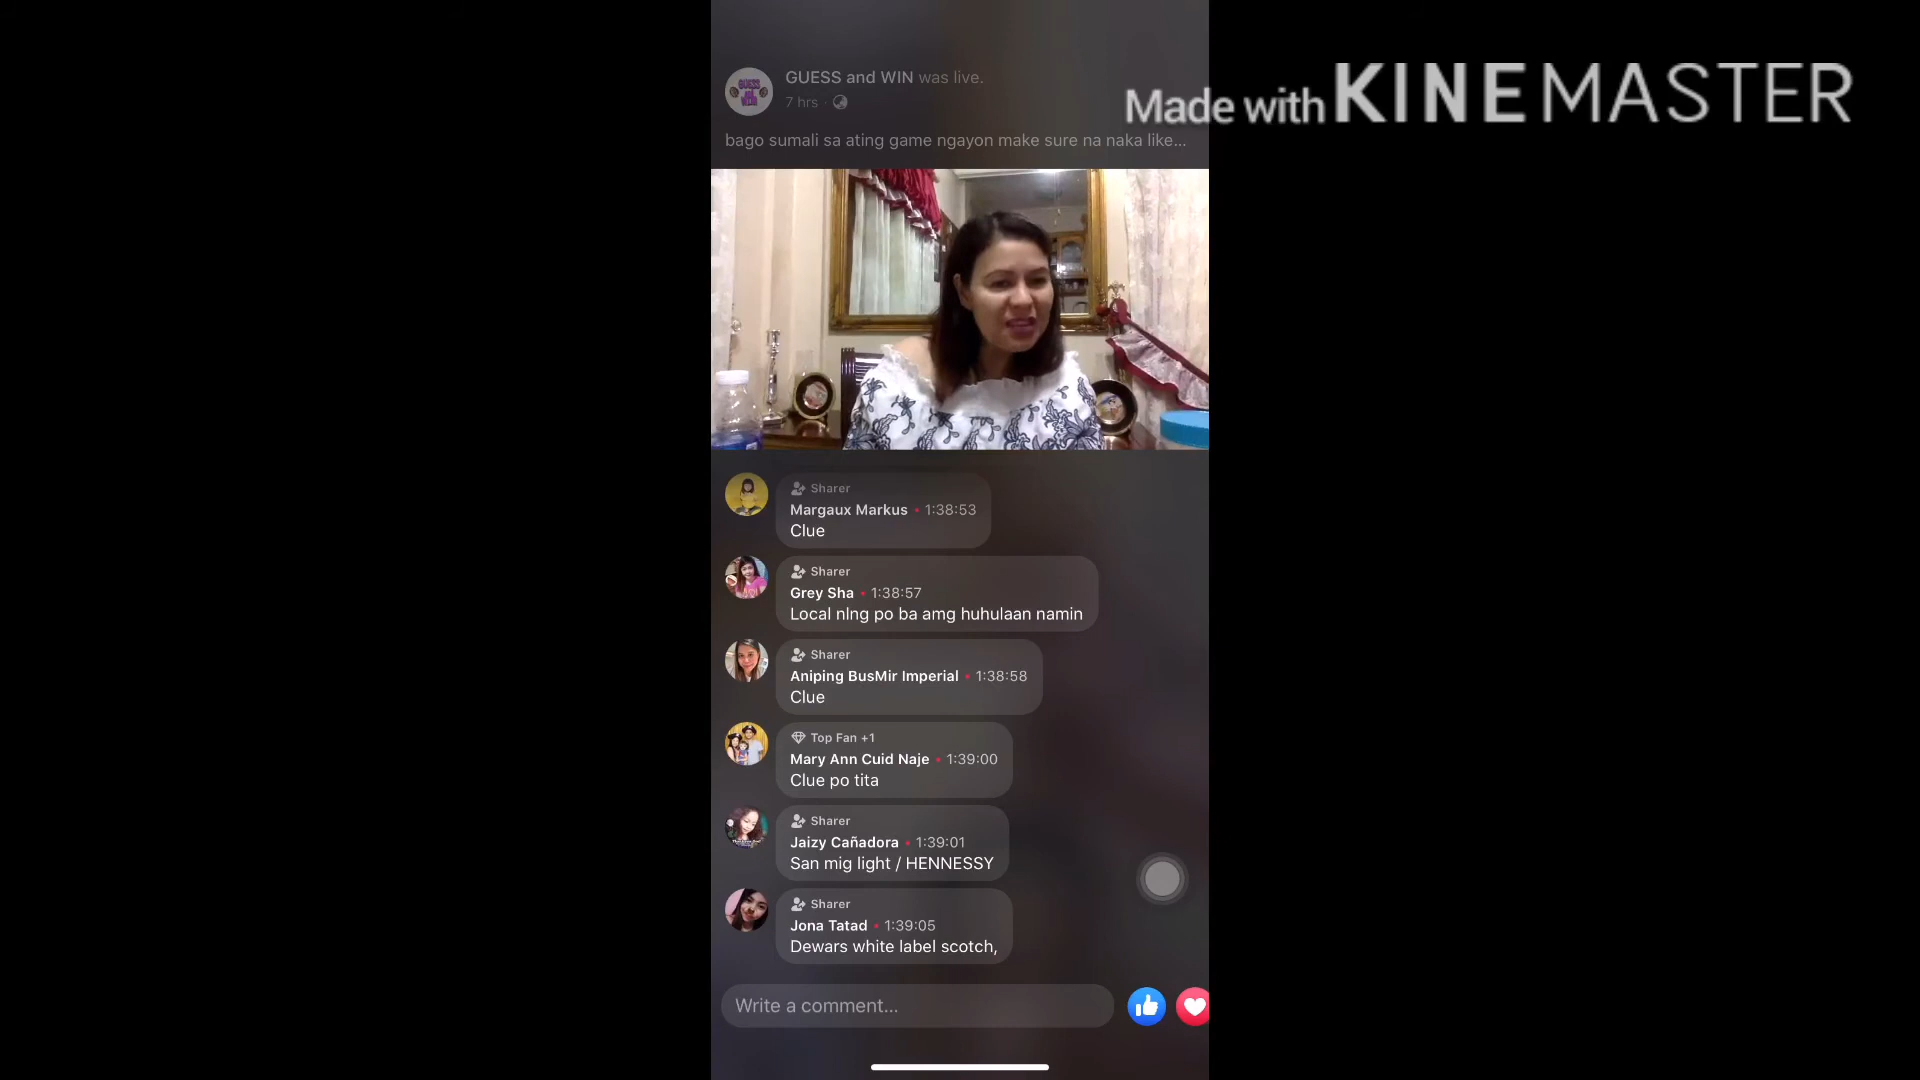 GUESS and WIN was live.
7 hrs ·
bago sumali sa ating game ngayon make sure na naka like...
Made with KINEMASTER
GUESS
WIN
Sharer
Margaux Markus • 1:38:53
Clue
Sharer
Grey Sha • 1:38:57
Local nlng po ba amg huhulaan namin
Sharer
Aniping BusMir Imperial • 1:38:58
Clue
Top Fan +1
Mary Ann Cuid Naje • 1:39:00
Clue po tita
Sharer
Jaizy Cañadora • 1:39:01
San mig light / HENNESSY
Sharer
Jona Tatad • 1:39:05
Dewars white label scotch,
Write a comment...